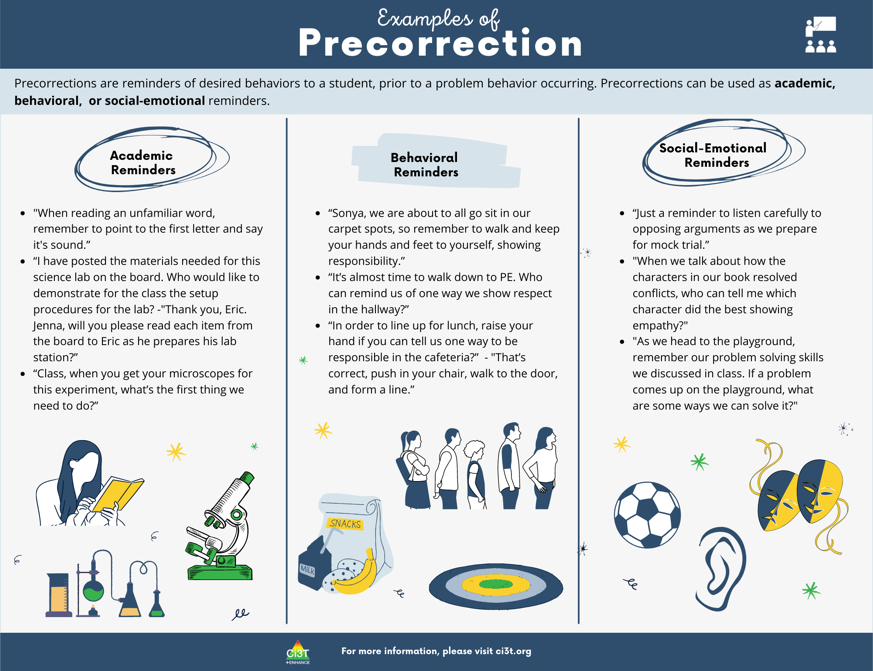 Examples of
Precorrection
Precorrections are reminders of desired behaviors to a student, prior to a problem behavior occurring. Precorrections can be used as academic,
behavioral,  or social-emotional reminders.
Academic
Reminders
• "When reading an unfamiliar word,
remember to point to the first letter and say
it's sound.”
• “I have posted the materials needed for this
science lab on the board. Who would like to
demonstrate for the class the setup
procedures for the lab? -"Thank you, Eric.
Jenna, will you please read each item from
the board to Eric as he prepares his lab
station?”
• “Class, when you get your microscopes for
this experiment, what’s the first thing we
need to do?”
Behavioral
Reminders
• “Sonya, we are about to all go sit in our
carpet spots, so remember to walk and keep
your hands and feet to yourself, showing
responsibility.”
• “It’s almost time to walk down to PE. Who
can remind us of one way we show respect
in the hallway?”
• “In order to line up for lunch, raise your
hand if you can tell us one way to be
responsible in the cafeteria?”  - "That’s
correct, push in your chair, walk to the door,
and form a line.”
SNACKS
MILK
Social-Emotional
Reminders
• “Just a reminder to listen carefully to
opposing arguments as we prepare
for mock trial.”
• "When we talk about how the
characters in our book resolved
conflicts, who can tell me which
character did the best showing
empathy?"
• "As we head to the playground,
remember our problem solving skills
we discussed in class. If a problem
comes up on the playground, what
are some ways we can solve it?"
Ci3T
+ENHANCE
For more information, please visit ci3t.org